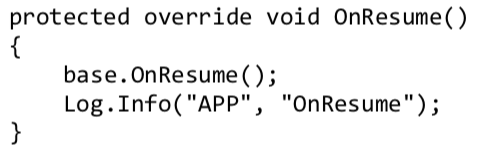 protected override void OnResume()
{
    base.OnResume();
    Log.Info("APP", "OnResume");
}